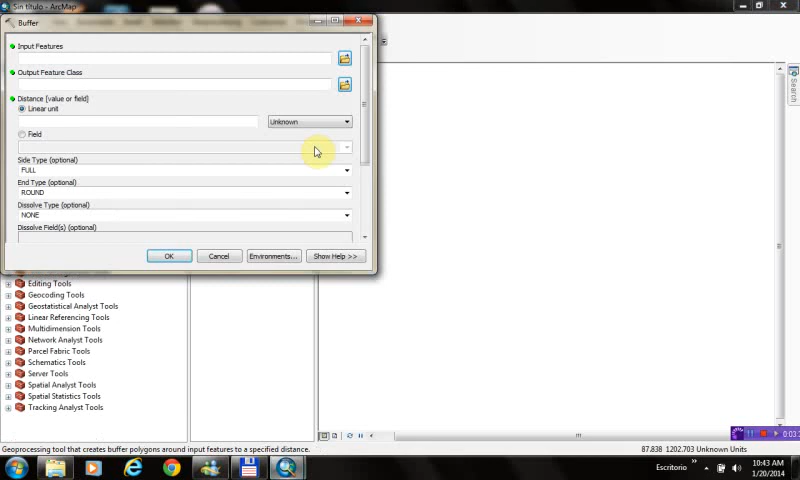 Sin título - ArcMap
Buffer
Input Features
Output Feature Class
Distance [value or field]
Linear unit
Unknown
Field
Side Type (optional)
FULL
End Type (optional)
ROUND
Dissolve Type (optional)
NONE
Dissolve Field(s) (optional)
OK
Cancel
Environments...
Show Help >>
Search
Editing Tools
Geocoding Tools
Geostatistical Analyst Tools
Linear Referencing Tools
Multidimension Tools
Network Analyst Tools
Parcel Fabric Tools
Schematics Tools
Server Tools
Spatial Analyst Tools
Spatial Statistics Tools
Tracking Analyst Tools
Geoprocessing tool that creates buffer polygons around input features to a specified distance.
87.838 1202.703 Unknown Units
Escritorio
10:43 AM
1/20/2014